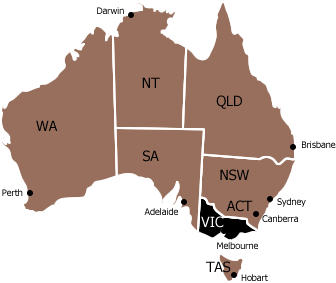 Darwin
NT
QLD
WA
Brisbane
SA
NSW
Perth
Sydney
ACT
Adelaide
Canberra
VIC
Melbourne
TAS
Hobart